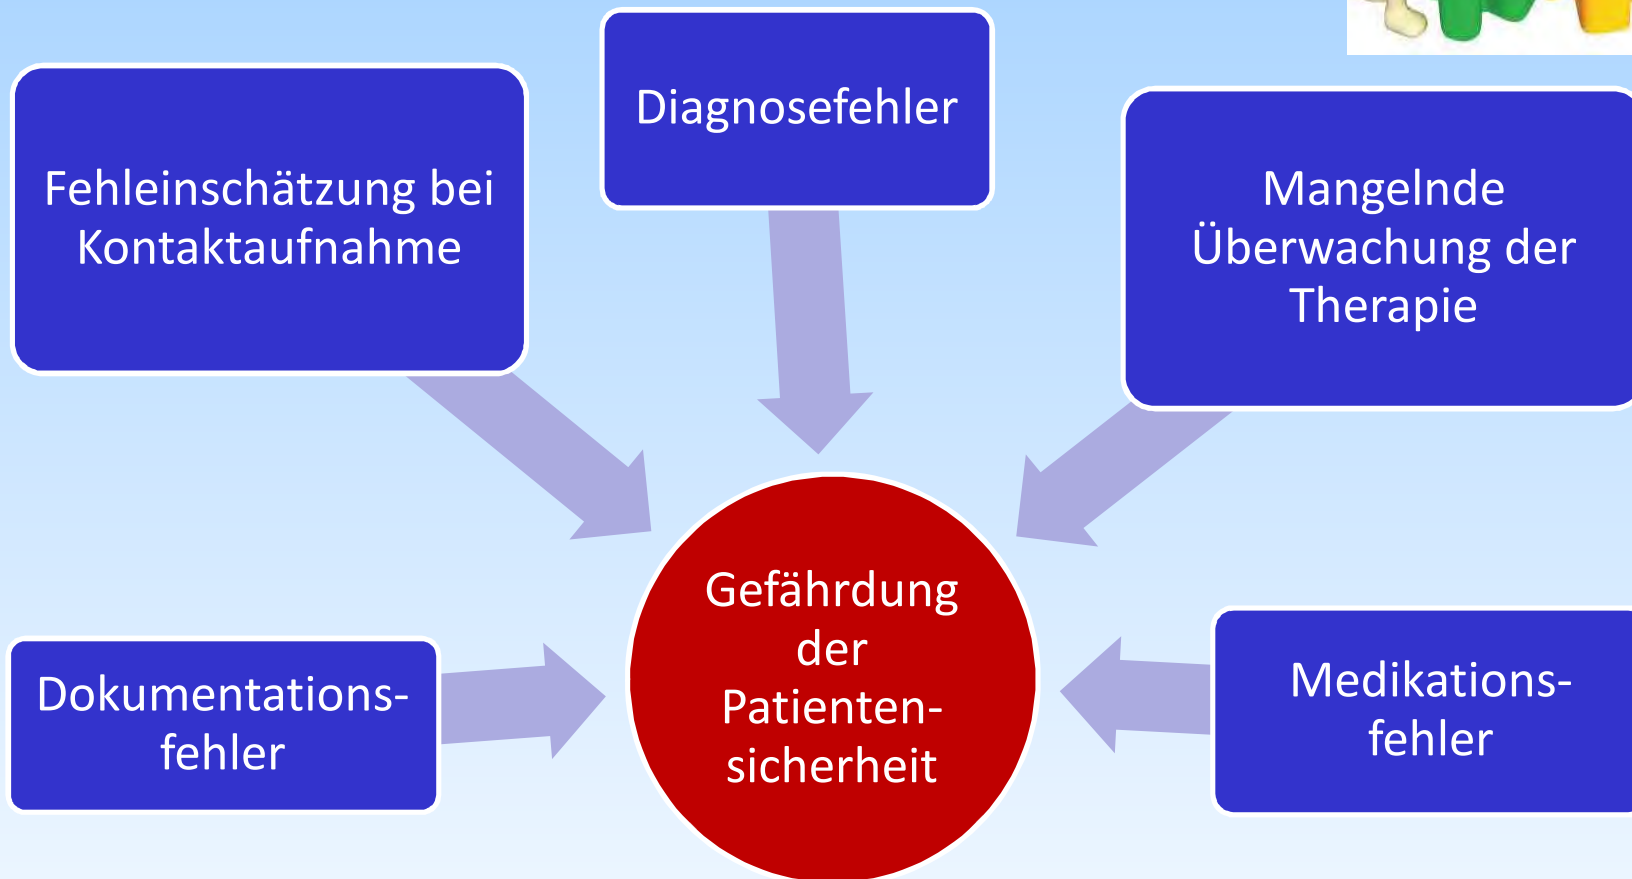 Diagnosefehler
Fehleinschätzung bei
Kontaktaufnahme
Mangelnde
Überwachung der
Therapie
Gefährdung
der
Patienten-
sicherheit
Dokumentations-
fehler
Medikations-
fehler